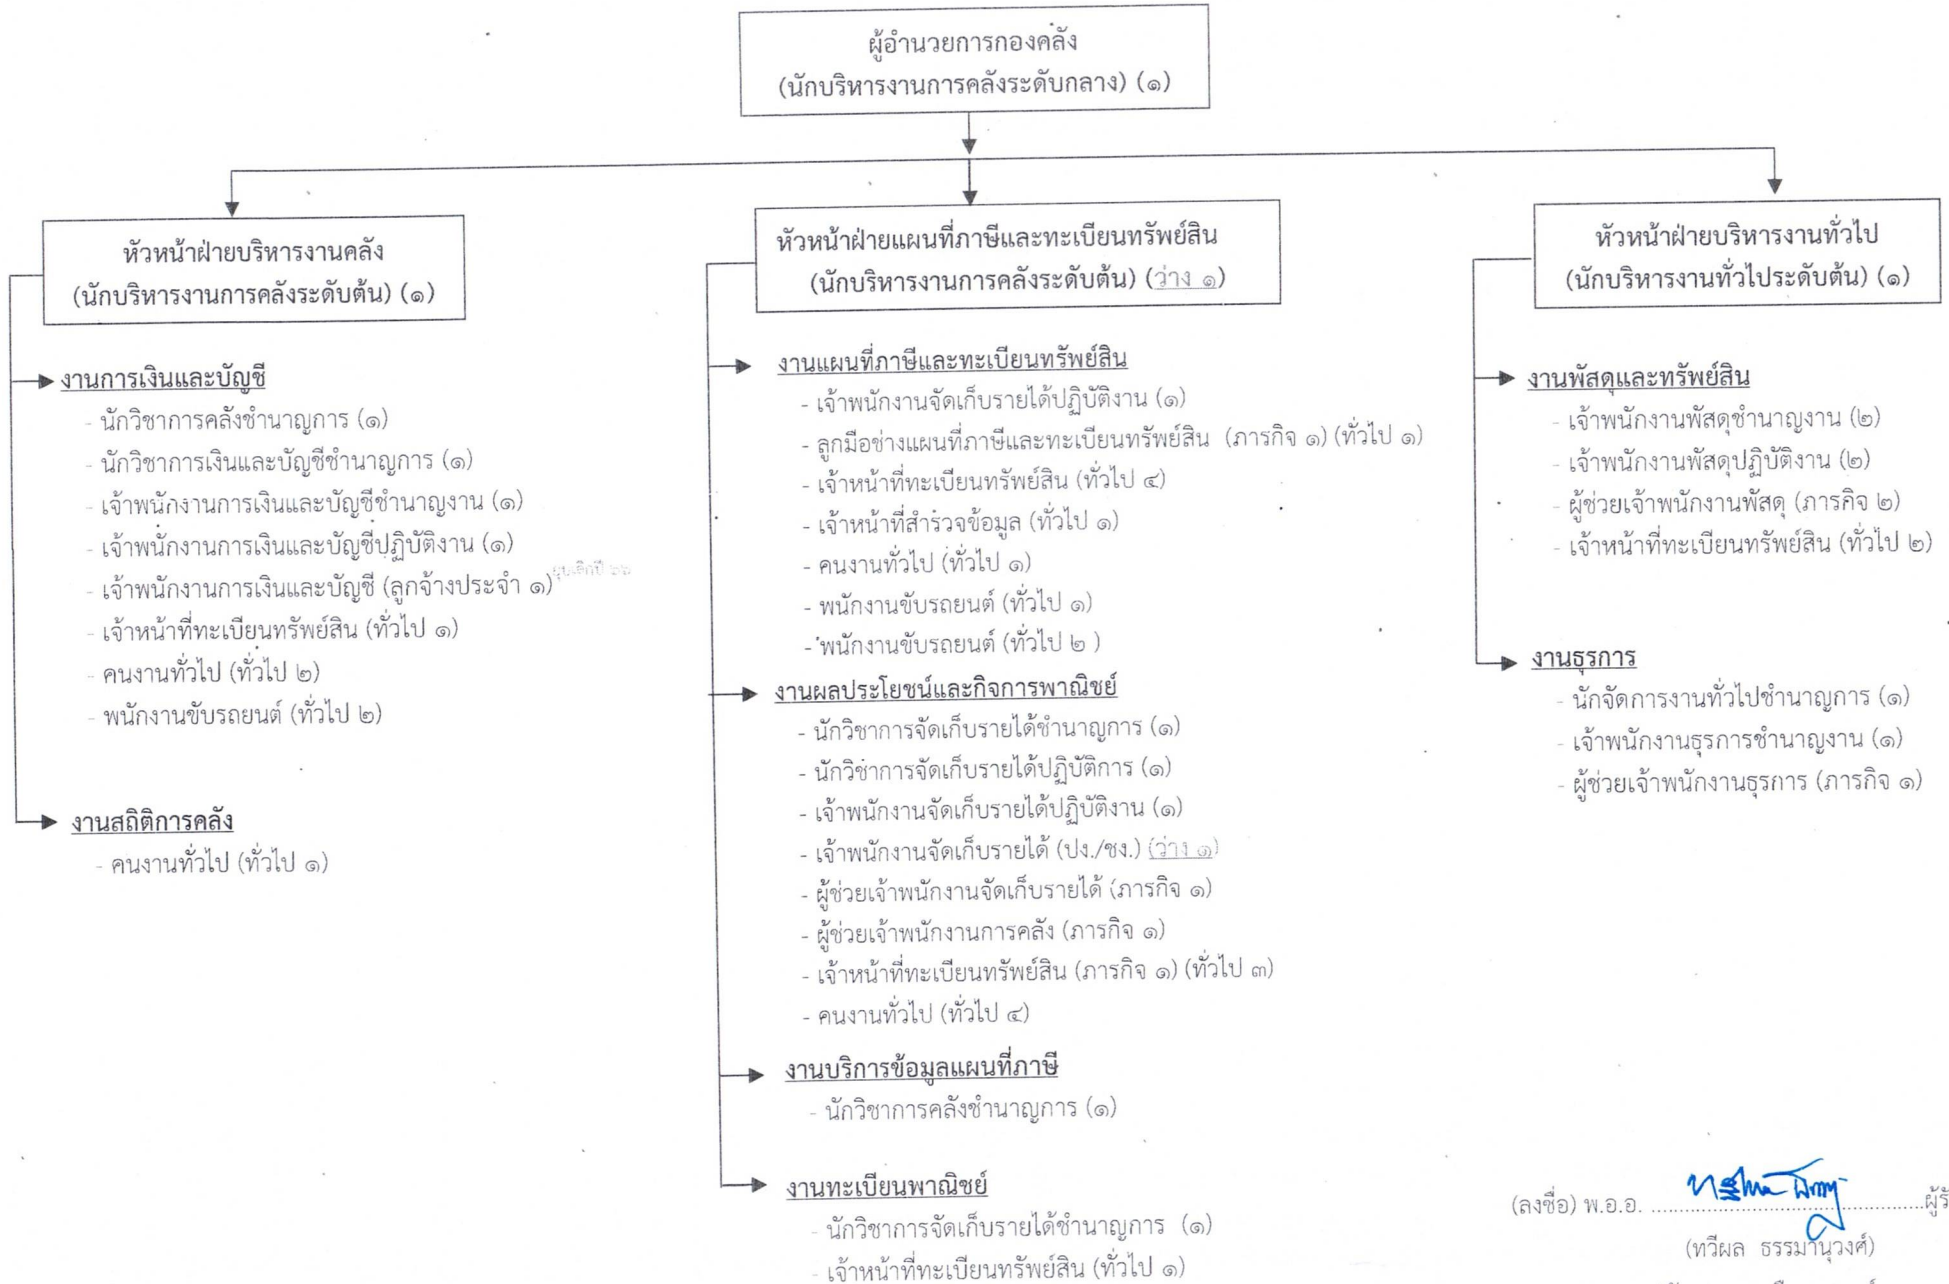 ผู้อำนวยการกองคลัง
(นักบริหารงานการคลังระดับกลาง) (๑)
หัวหน้าฝ่ายบริหารงานคลัง
(นักบริหารงานการคลังระดับต้น) (๑)
งานการเงินและบัญชี
- นักวิชาการคลังชำนาญการ (๑)
- นักวิชาการเงินและบัญชีชำนาญการ (๑)
- เจ้าพนักงานการเงินและบัญชีชำนาญงาน (๑)
- เจ้าพนักงานการเงินและบัญชีปฏิบัติงาน (๑)
- เจ้าพนักงานการเงินและบัญชี (ลูกจ้างประจำ ๑) ยุบเลิกปี ๖๖
- เจ้าหน้าที่ทะเบียนทรัพย์สิน (ทั่วไป ๑)
- คนงานทั่วไป (ทั่วไป ๒)
- พนักงานขับรถยนต์ (ทั่วไป ๒)
งานสถิติการคลัง
- คนงานทั่วไป (ทั่วไป ๑)
หัวหน้าฝ่ายแผนที่ภาษีและทะเบียนทรัพย์สิน
(นักบริหารงานการคลังระดับต้น) (ว่าง ๑)
งานแผนที่ภาษีและทะเบียนทรัพย์สิน
- เจ้าพนักงานจัดเก็บรายได้ปฏิบัติงาน (๑)
- ลูกมือช่างแผนที่ภาษีและทะเบียนทรัพย์สิน (ภารกิจ ๑) (ทั่วไป ๑)
- เจ้าหน้าที่ทะเบียนทรัพย์สิน (ทั่วไป ๔)
- เจ้าหน้าที่สำรวจข้อมูล (ทั่วไป ๑)
- คนงานทั่วไป (ทั่วไป ๑)
- พนักงานขับรถยนต์ (ทั่วไป ๑)
- พนักงานขับรถยนต์ (ทั่วไป ๒ )
งานผลประโยชน์และกิจการพาณิชย์
- นักวิชาการจัดเก็บรายได้ชำนาญการ (๑)
- นักวิชาการจัดเก็บรายได้ปฏิบัติการ (๑)
- เจ้าพนักงานจัดเก็บรายได้ปฏิบัติงาน (๑)
- เจ้าพนักงานจัดเก็บรายได้ (ปง./ชง.) (ว่าง ๑)
- ผู้ช่วยเจ้าพนักงานจัดเก็บรายได้ (ภารกิจ ๑)
- ผู้ช่วยเจ้าพนักงานการคลัง (ภารกิจ ๑)
- เจ้าหน้าที่ทะเบียนทรัพย์สิน (ภารกิจ ๑) (ทั่วไป ๓)
- คนงานทั่วไป (ทั่วไป ๔)
งานบริการข้อมูลแผนที่ภาษี
- นักวิชาการคลังชำนาญการ (๑)
งานทะเบียนพาณิชย์
- นักวิชาการจัดเก็บรายได้ชำนาญการ (๑)
- เจ้าหน้าที่ทะเบียนทรัพย์สิน (ทั่วไป ๑)
หัวหน้าฝ่ายบริหารงานทั่วไป
(นักบริหารงานทั่วไประดับต้น) (๑)
งานพัสดุและทรัพย์สิน
- เจ้าพนักงานพัสดุชำนาญงาน (๒)
- เจ้าพนักงานพัสดุปฏิบัติงาน (๒)
- ผู้ช่วยเจ้าพนักงานพัสดุ (ภารกิจ ๒)
- เจ้าหน้าที่ทะเบียนทรัพย์สิน (ทั่วไป ๒)
งานธุรการ
- นักจัดการงานทั่วไปชำนาญการ (๑)
- เจ้าพนักงานธุรการชำนาญงาน (๑)
- ผู้ช่วยเจ้าพนักงานธุรการ (ภารกิจ ๑)
(ลงชื่อ) พ.อ.อ.
(ทวีผล ธรรมานุวงศ์)